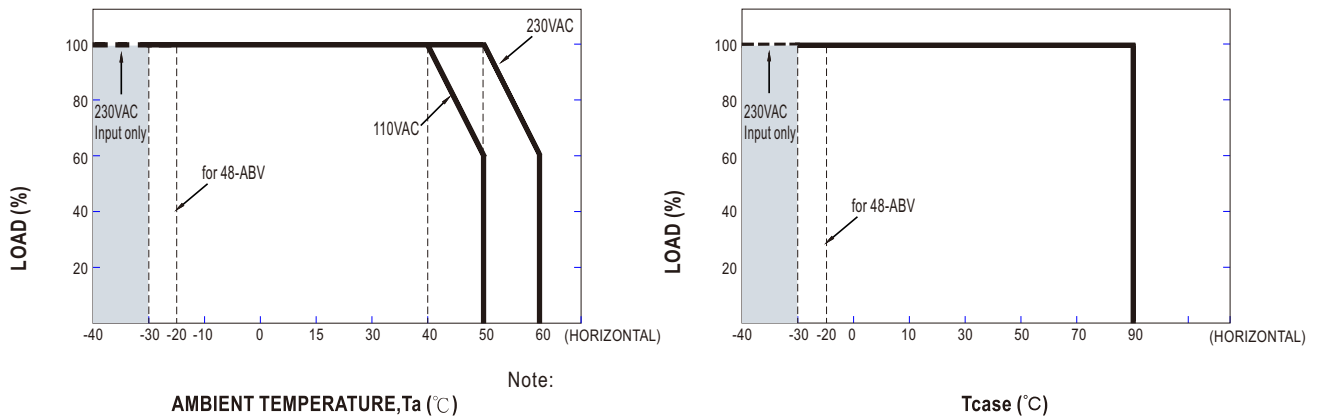 100
80
60
40
20
LOAD (%)
230VAC
Input only
for 48-ABV
110VAC
230VAC
-40 -30 -20 -10 0 15 30 40 50 60 (HORIZONTAL)
AMBIENT TEMPERATURE,Ta (℃)
Note:
100
80
60
40
20
LOAD (%)
230VAC
Input only
for 48-ABV
-40 -30 -20 0 10 30 50 70 90 (HORIZONTAL)
Tcase (℃)